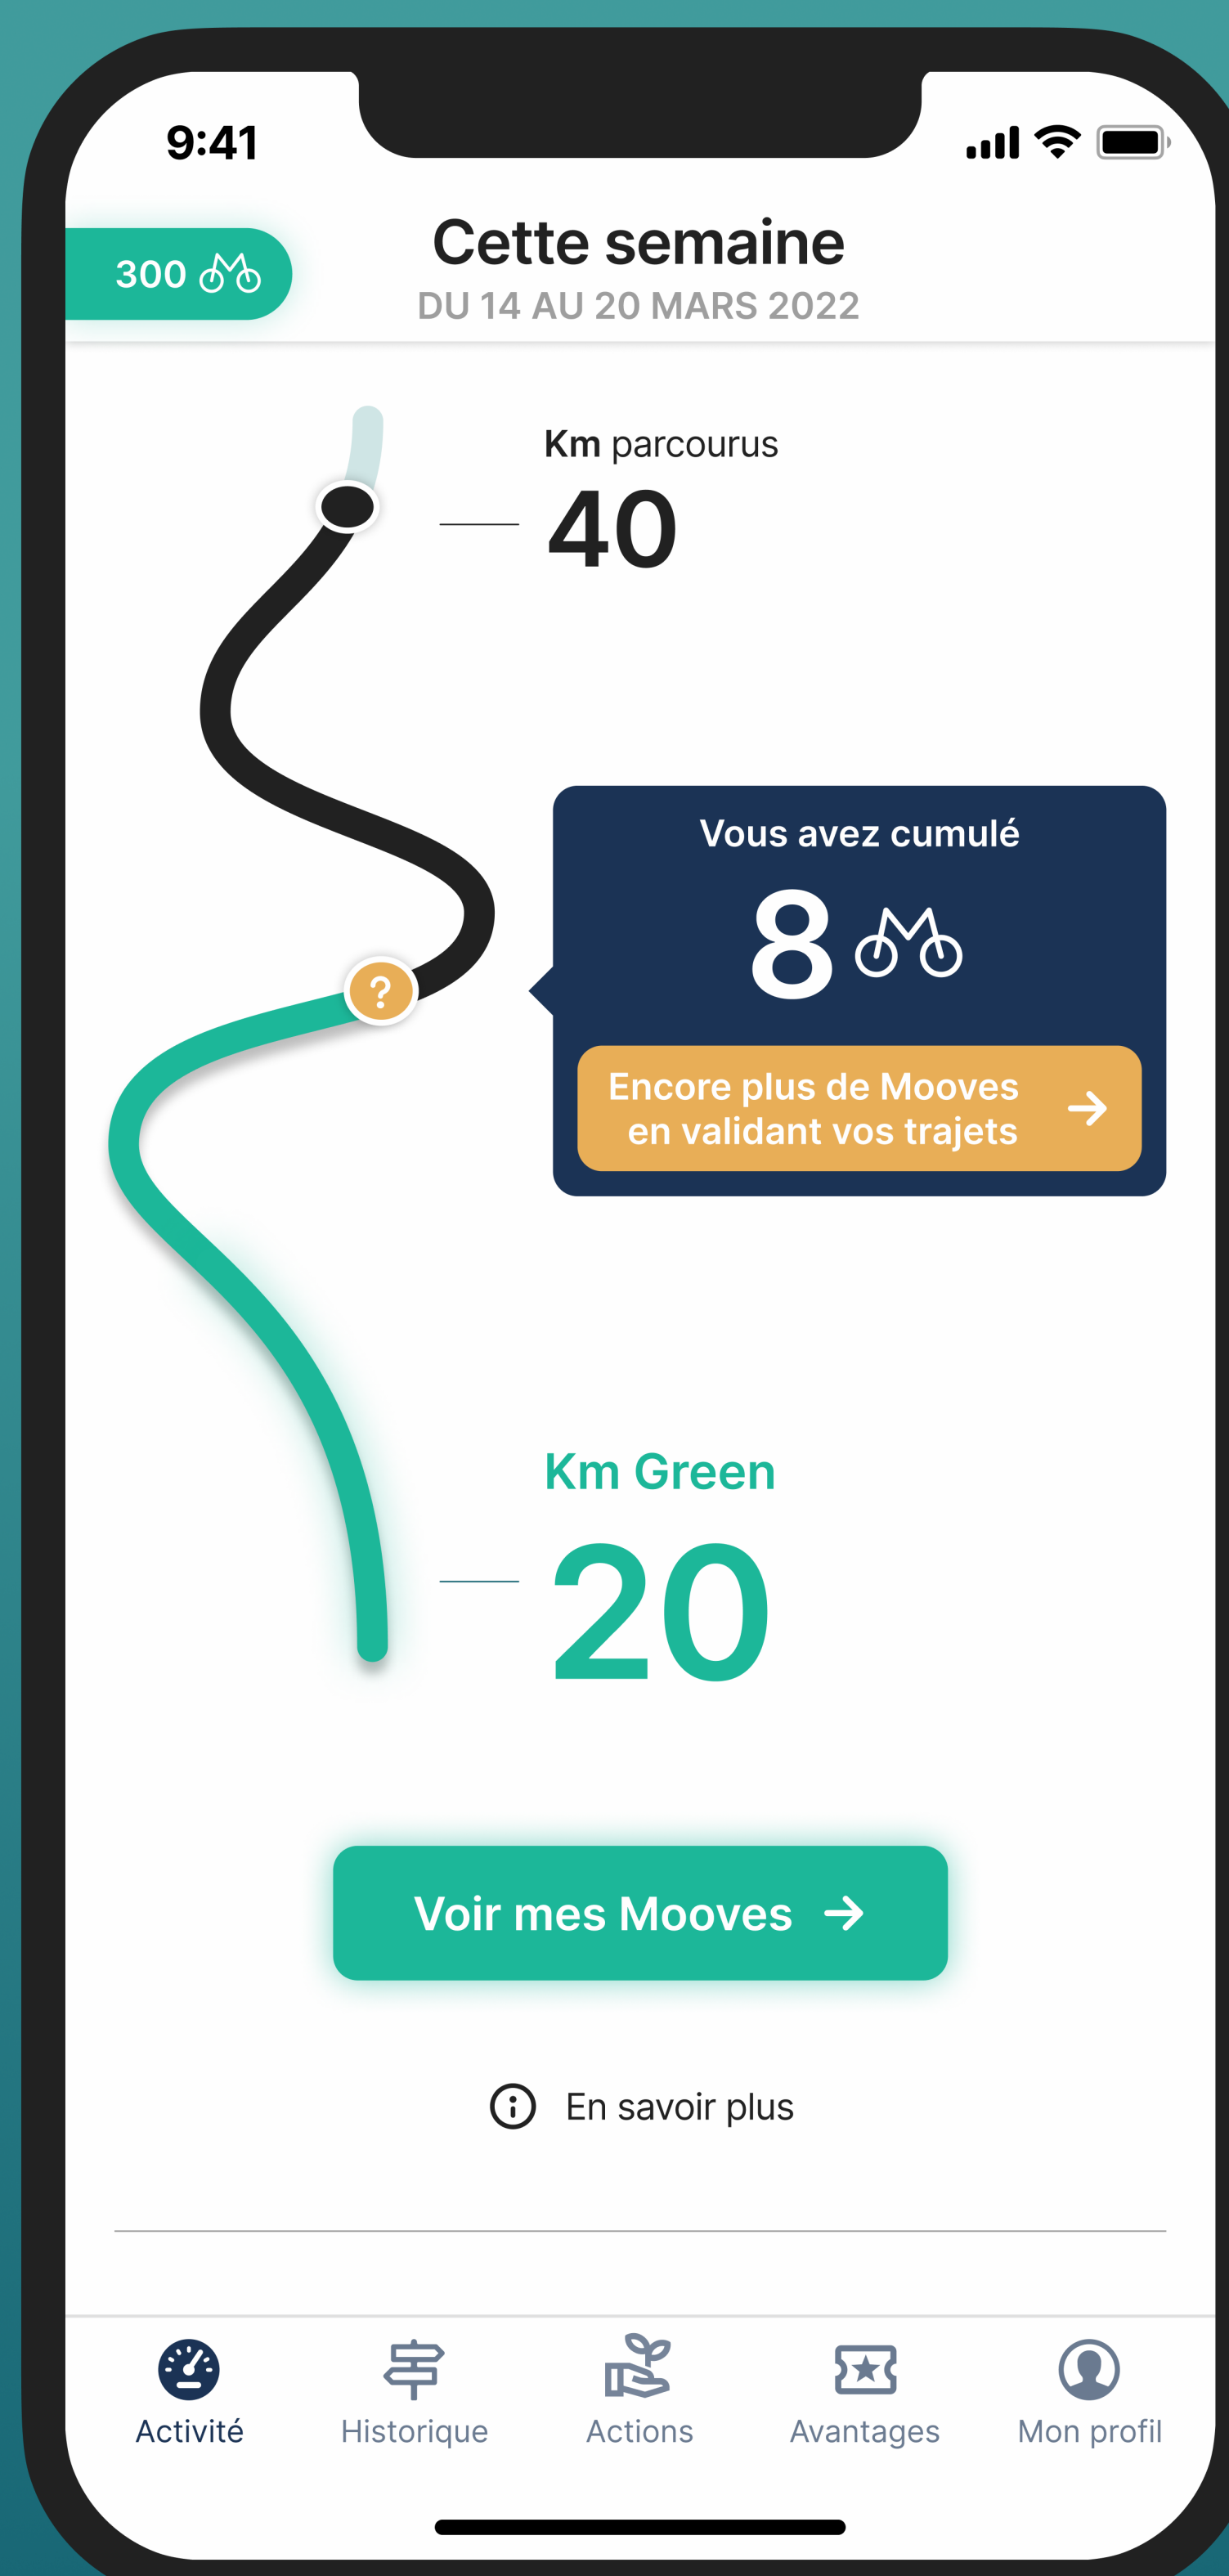 9:41
Cette semaine
300
DU 14 AU 20 MARS 2022
Km parcourus
40
Vous avez cumulé
8
?
Encore plus de Mooves
en validant vos trajets
Km Green
20
Voir mes Mooves
En savoir plus
Activité
Historique
Actions
Avantages
Mon profil